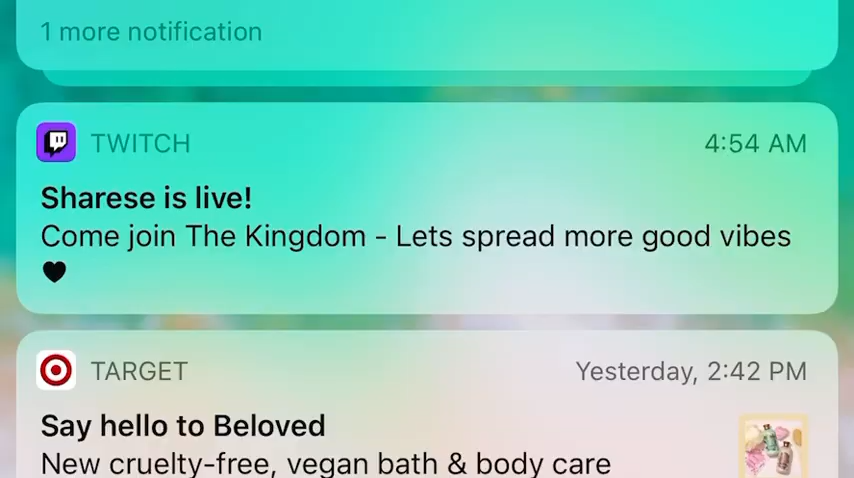 1 more notification
TWITCH 4:54 AM
Sharese is live!
Come join The Kingdom - Lets spread more good vibes
🖤
TARGET Yesterday, 2:42 PM
Say hello to Beloved
New cruelty-free, vegan bath & body care